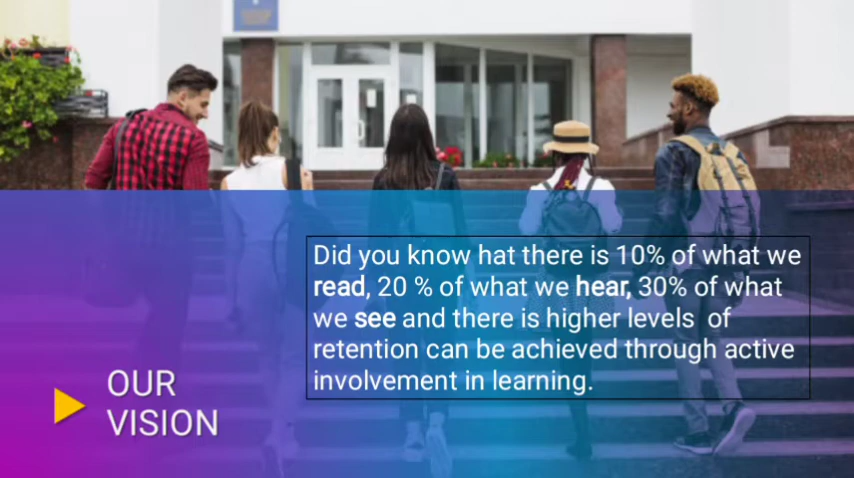 Did you know hat there is 10% of what we
read, 20 % of what we hear, 30% of what
we see and there is higher levels of
retention can be achieved through active
involvement in learning.
OUR
VISION